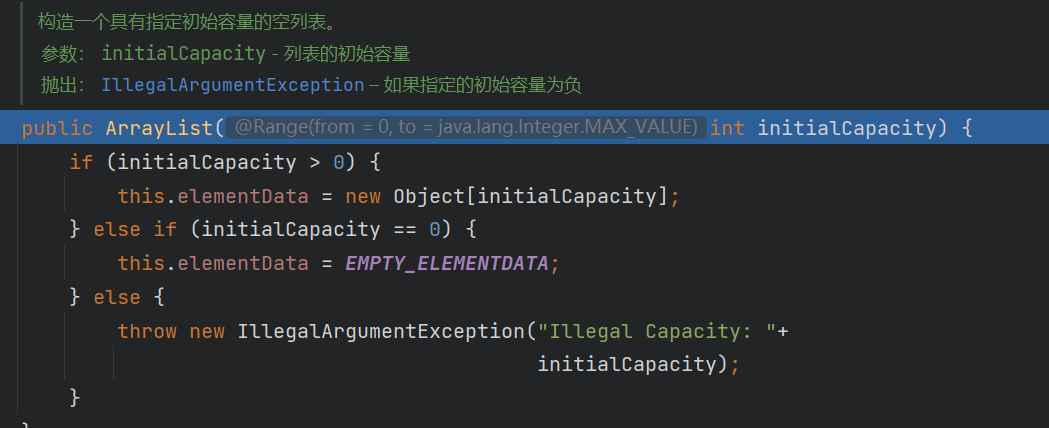 构造一个具有指定初始容量的空列表。
参数： initialCapacity - 列表的初始容量
抛出： IllegalArgumentException – 如果指定的初始容量为负
public ArrayList( @Range(from = 0, to = java.lang.Integer.MAX_VALUE) int initialCapacity) {
    if (initialCapacity > 0) {
        this.elementData = new Object[initialCapacity];
    } else if (initialCapacity == 0) {
        this.elementData = EMPTY_ELEMENTDATA;
    } else {
        throw new IllegalArgumentException("Illegal Capacity: "+
                                           initialCapacity);
    }
}